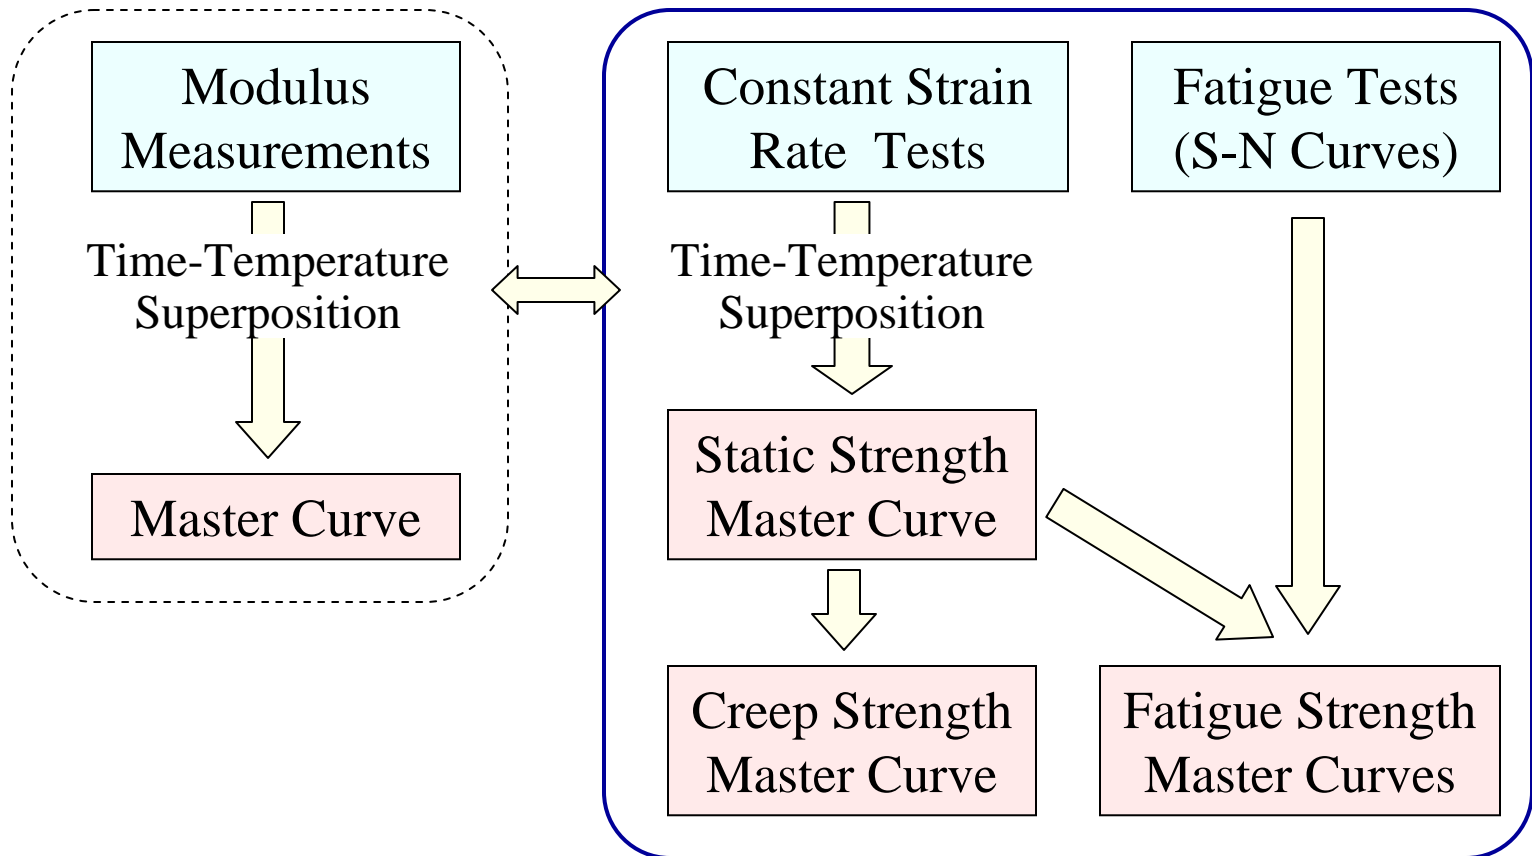 Modulus
Measurements
Time-Temperature
Superposition
Master Curve
Constant Strain
Rate Tests
Time-Temperature
Superposition
Static Strength
Master Curve
Creep Strength
Master Curve
Fatigue Tests
(S-N Curves)
Fatigue Strength
Master Curves